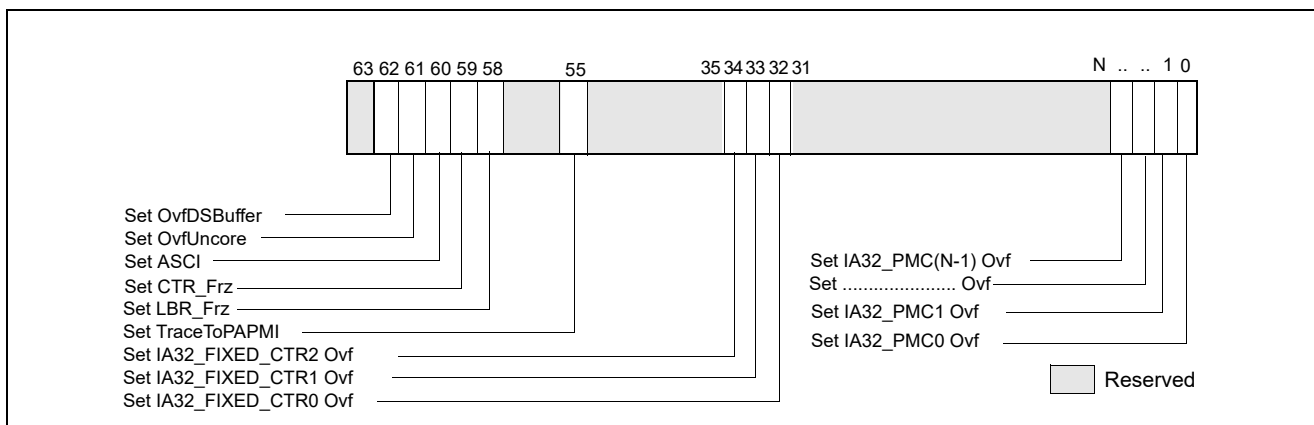 63 62 61 60 59 58 55 35 34 33 32 31 N .. .. 1 0
Set OvfDSBuffer
Set OvfUncore
Set ASCI
Set CTR_Frz
Set LBR_Frz
Set TraceToPAPMI
Set IA32_FIXED_CTR2 Ovf
Set IA32_FIXED_CTR1 Ovf
Set IA32_FIXED_CTR0 Ovf
Set IA32_PMC(N-1) Ovf
Set ...................... Ovf
Set IA32_PMC1 Ovf
Set IA32_PMC0 Ovf
Reserved